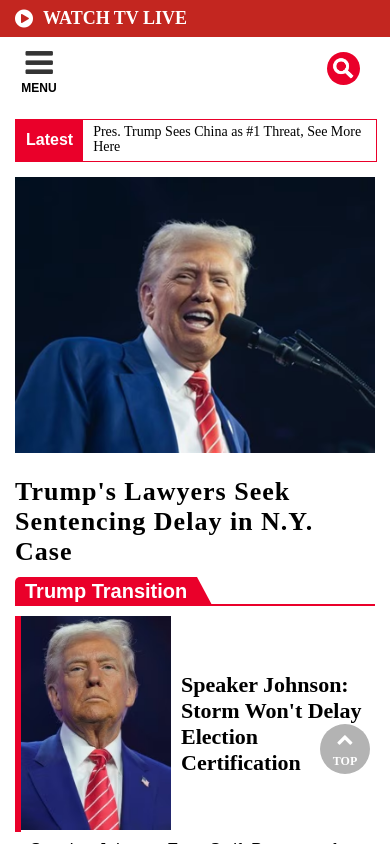 WATCH TV LIVE
MENU
Latest
Pres. Trump Sees China as #1 Threat, See More
Here
Trump's Lawyers Seek
Sentencing Delay in N.Y.
Case
Trump Transition
Speaker Johnson:
Storm Won't Delay
Election
Certification
TOP